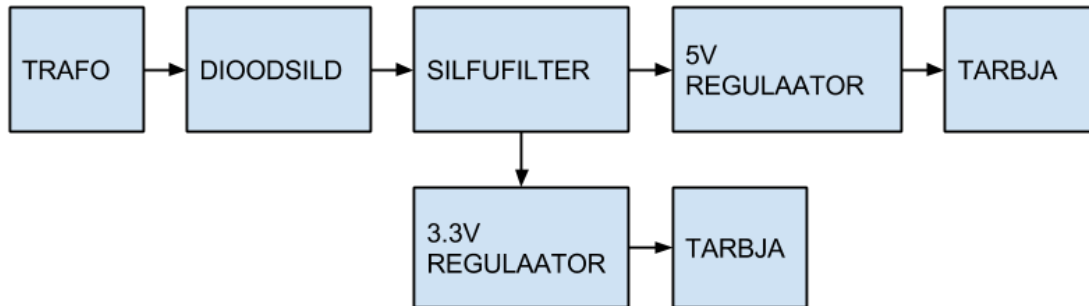 TRAFO
DIOODSILD
SILFUFILTER
5V
REGULAATOR
TARBJA
3.3V
REGULAATOR
TARBJA